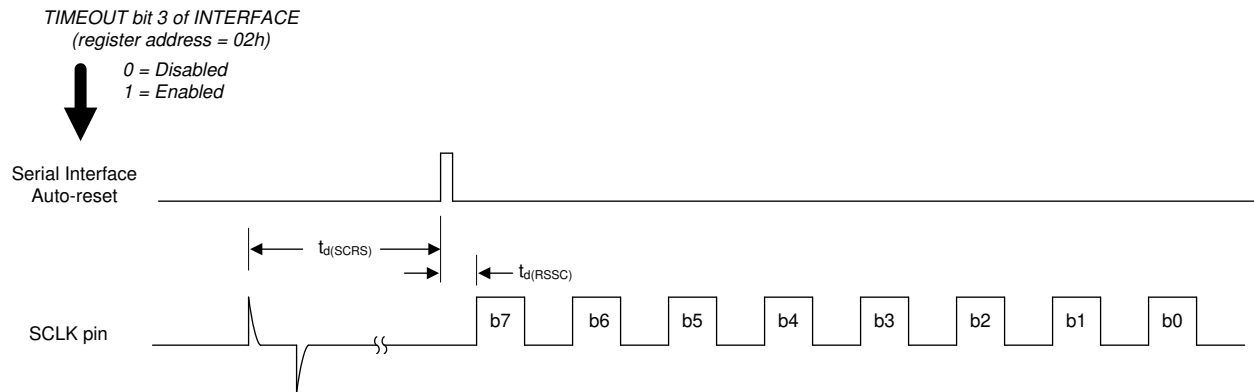 TIMEOUT bit 3 of INTERFACE
(register address = 02h)
0 = Disabled
1 = Enabled
Serial Interface
Auto-reset
td(SCRS)
td(RSSC)
SCLK pin
b7 b6 b5 b4 b3 b2 b1 b0